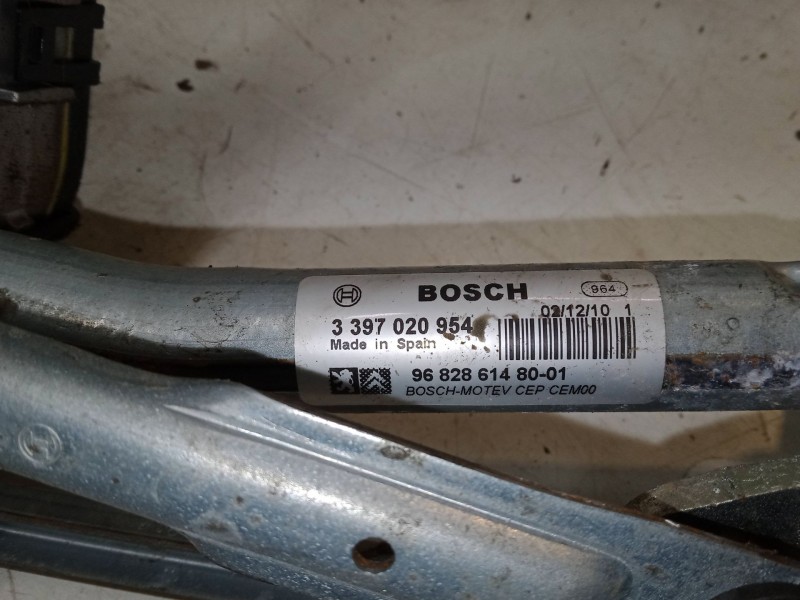 BOSCH
964
3 397 020 954
02/12/10 1
Made in Spain
96 828 614 80-01
BOSCH-MOTEV CEP CEM00